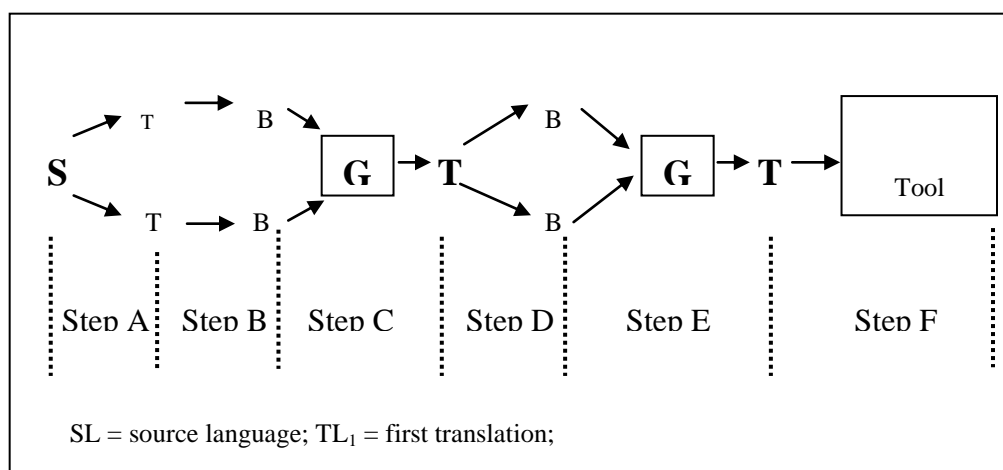 T B B
S G T G T Tool
T B B
Step A Step B Step C Step D Step E Step F
SL = source language; TL₁ = first translation;